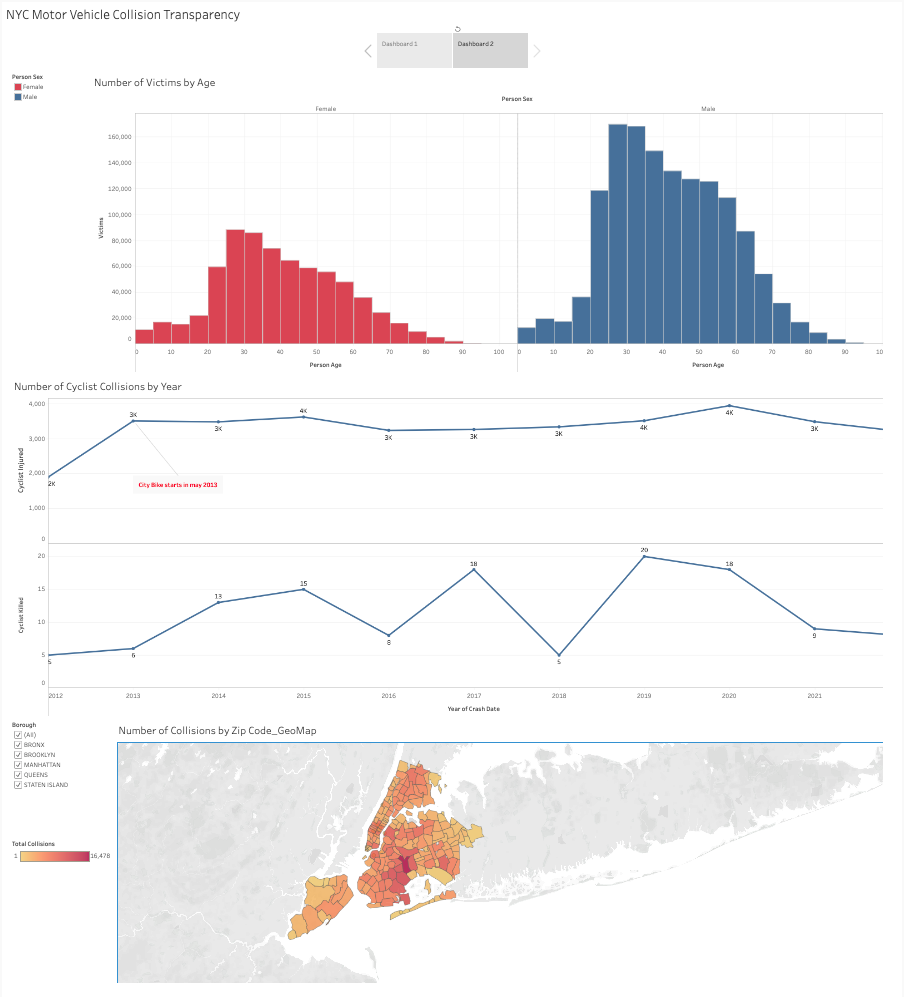 NYC Motor Vehicle Collision Transparency
Dashboard 1
Dashboard 2
Person Sex
Female
Male
Number of Victims by Age
Person Sex
Female
Male
Victims
160,000
140,000
120,000
100,000
80,000
60,000
40,000
20,000
0
0 10 20 30 40 50 60 70 80 90 100
0 10 20 30 40 50 60 70 80 90 10
Person Age
Person Age
Number of Cyclist Collisions by Year
Cyclist Injured
4,000
3,000
2,000
1,000
0
2K 3K 3K 4K 3K 3K 3K 4K 4K 3K
City Bike starts in may 2013
Cyclist Killed
20
15
10
5
0
5 6 13 15 8 18 5 20 18 9
2012 2013 2014 2015 2016 2017 2018 2019 2020 2021
Year of Crash Date
Borough
(All)
BRONX
BROOKLYN
MANHATTAN
QUEENS
STATEN ISLAND
Number of Collisions by Zip Code_GeoMap
Total Collisions
1 16,478